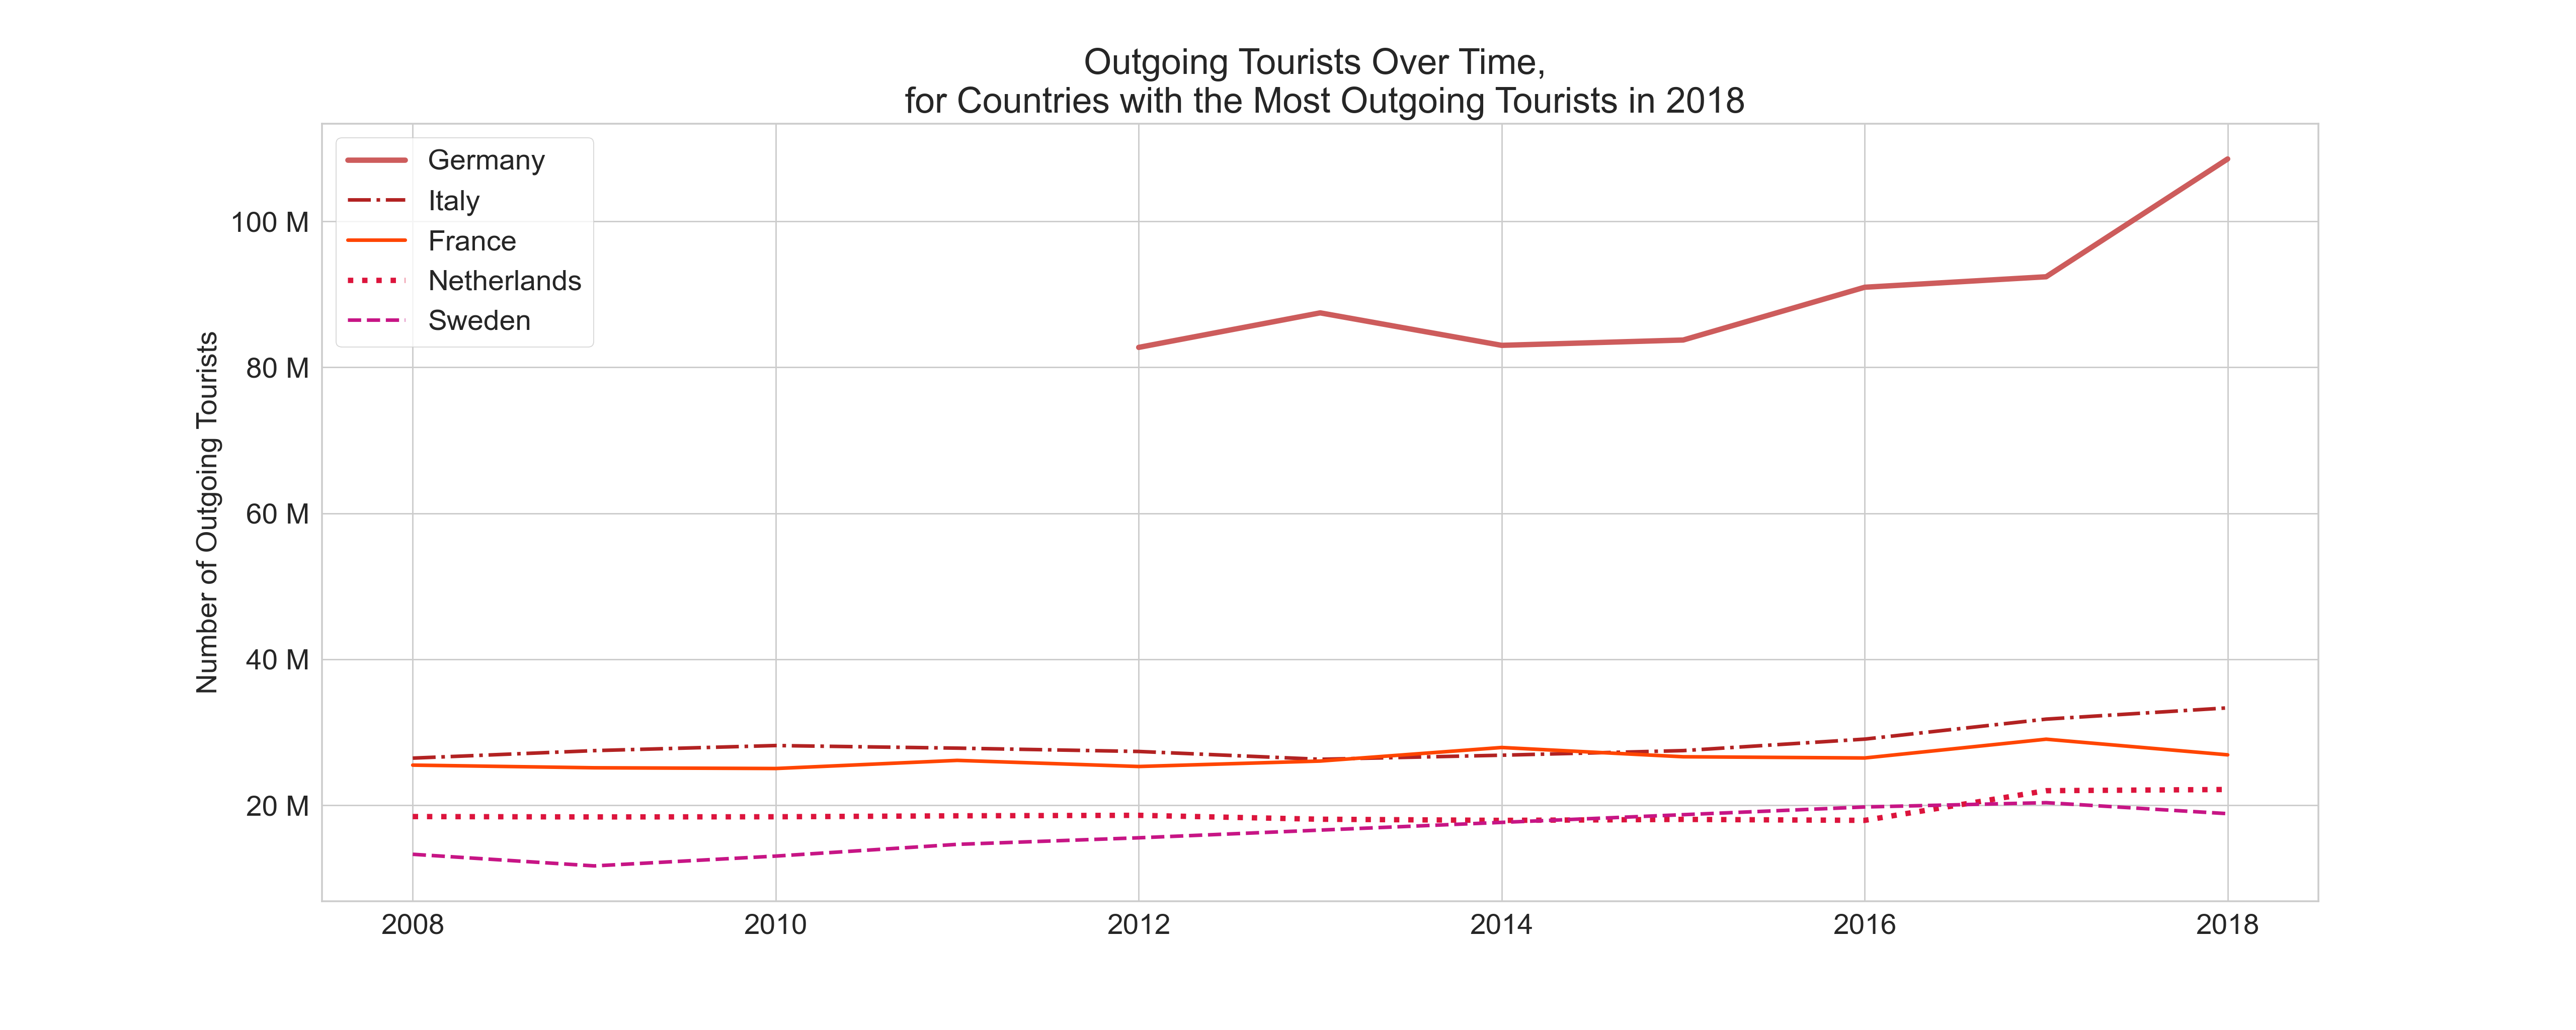 Outgoing Tourists Over Time,
for Countries with the Most Outgoing Tourists in 2018
Germany
Italy
France
Netherlands
Sweden
Number of Outgoing Tourists
100 M
80 M
60 M
40 M
20 M
2008 2010 2012 2014 2016 2018